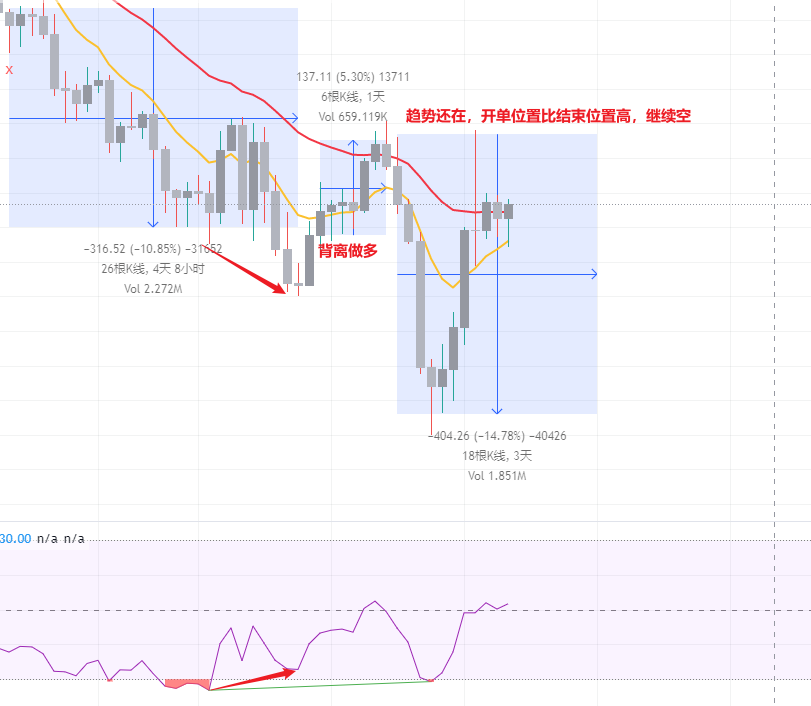 X
137.11 (5.30%) 13711
6根K线, 1天
Vol 659.119K
趋势还在，开单位置比结束位置高，继续空
背离做多
−316.52 (−10.85%) −31652
26根K线, 4天 8小时
Vol 2.272M
−404.26 (−14.78%) −40426
18根K线, 3天
Vol 1.851M
30.00 n/a n/a